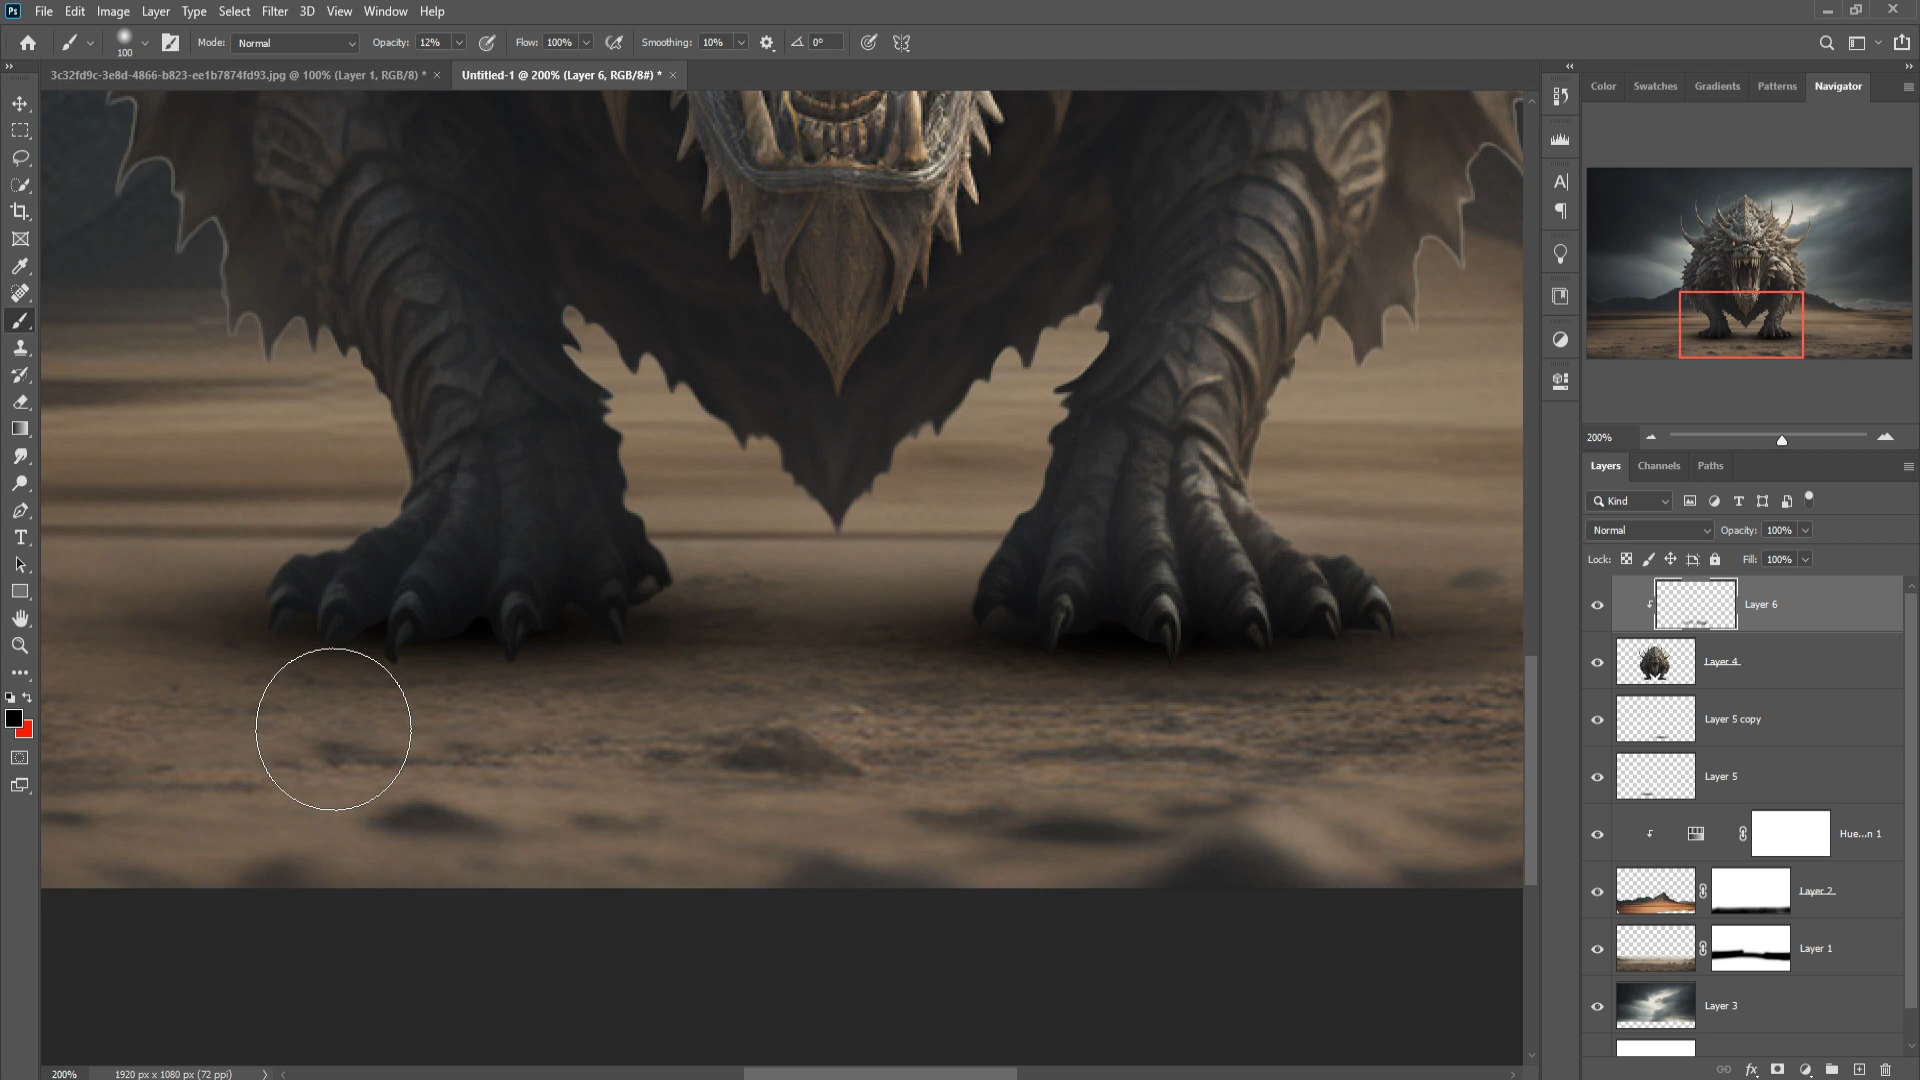 Ps File Edit Image Layer Type Select Filter 3D View Window Help
100 Mode: Normal Opacity: 12% Flow: 100% Smoothing: 10% 0°
3c32fd9c-3e8d-4866-b823-ee1b7874fd93.jpg @ 100% (Layer 1, RGB/8) * × Untitled-1 @ 200% (Layer 6, RGB/8#) * ×
Color Swatches Gradients Patterns Navigator
200%
Layers Channels Paths
Kind
Normal Opacity: 100%
Lock: Fill: 100%
Layer 6
Layer 4
Layer 5 copy
Layer 5
Hue...n 1
Layer 2
Layer 1
Layer 3
fx
200% 1920 px x 1080 px (72 ppi)